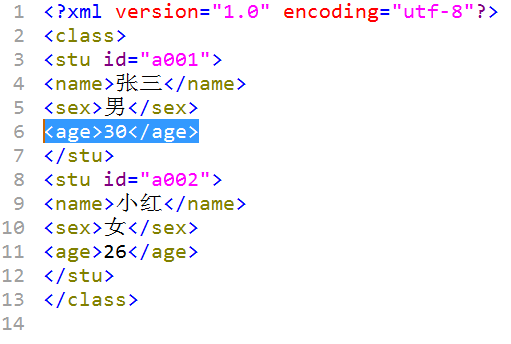 1 <?xml version="1.0" encoding="utf-8"?>
2 <class>
3 <stu id="a001">
4 <name>张三</name>
5 <sex>男</sex>
6 <age>30</age>
7 </stu>
8 <stu id="a002">
9 <name>小红</name>
10 <sex>女</sex>
11 <age>26</age>
12 </stu>
13 </class>
14